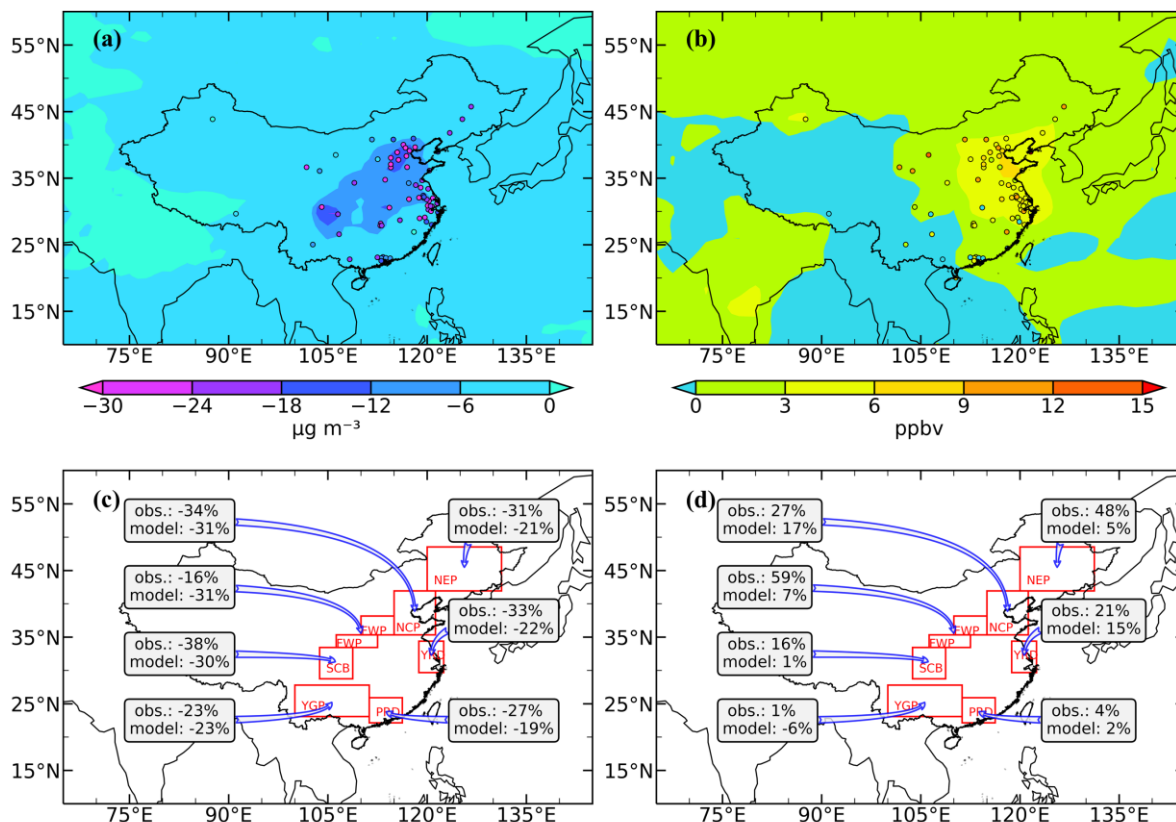 (a)
55°N
45°N
35°N
25°N
15°N
75°E 90°E 105°E 120°E 135°E
−30 −24 −18 −12 −6 0
μg m⁻³
(b)
55°N
45°N
35°N
25°N
15°N
75°E 90°E 105°E 120°E 135°E
0 3 6 9 12 15
ppbv
(c)
55°N
45°N
35°N
25°N
15°N
obs.: -34%
model: -31%
obs.: -31%
model: -21%
obs.: -16%
model: -31%
obs.: -33%
model: -22%
obs.: -38%
model: -30%
obs.: -23%
model: -23%
obs.: -27%
model: -19%
NEP
NCP
FWP
FWP
YRD
SCB
YGP
PRD
75°E 90°E 105°E 120°E 135°E
(d)
55°N
45°N
35°N
25°N
15°N
obs.: 27%
model: 17%
obs.: 48%
model: 5%
obs.: 59%
model: 7%
obs.: 21%
model: 15%
obs.: 16%
model: 1%
obs.: 1%
model: -6%
obs.: 4%
model: 2%
NEP
NCP
FWP
FWP
YRD
SCB
YGP
PRD
75°E 90°E 105°E 120°E 135°E